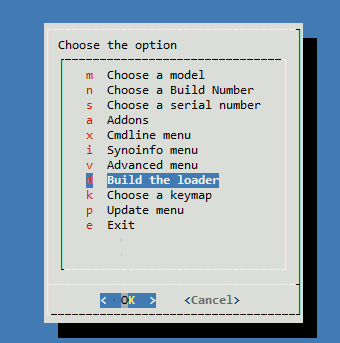 Choose the option
m Choose a model
n Choose a Build Number
s Choose a serial number
a Addons
x Cmdline menu
i Synoinfo menu
v Advanced menu
d Build the loader
k Choose a keymap
p Update menu
e Exit
< OK > <Cancel>